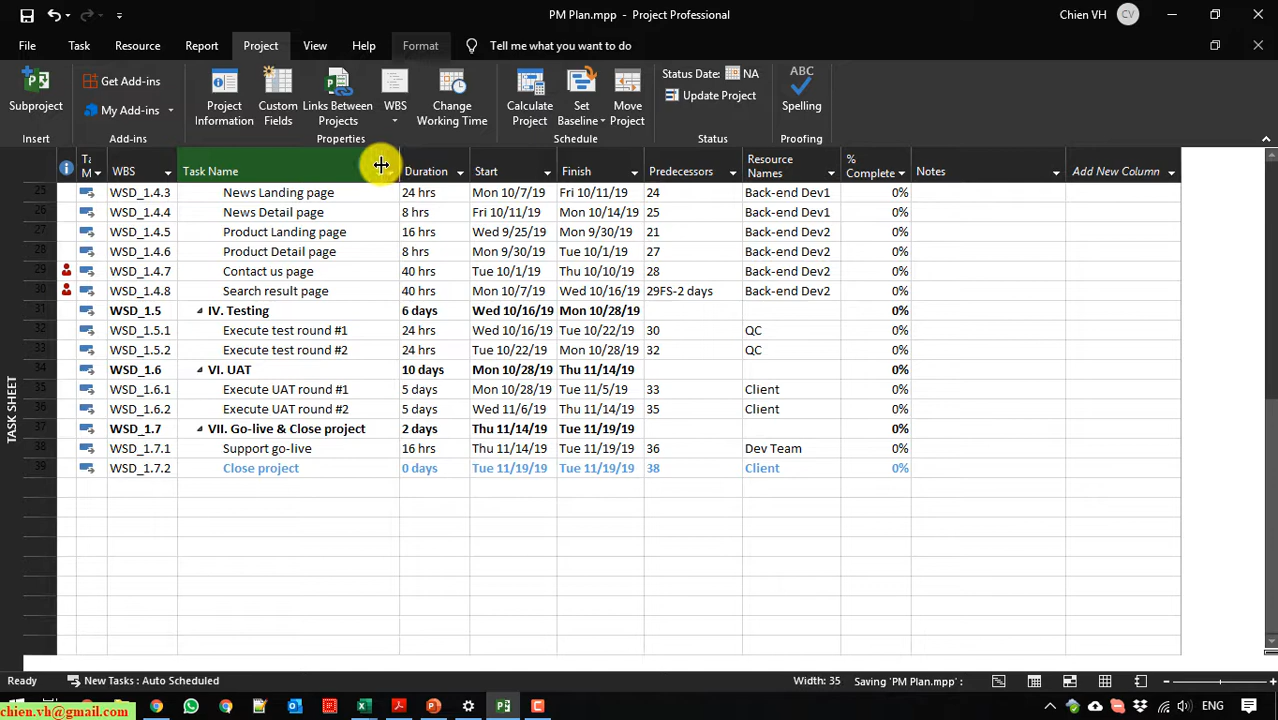 PM Plan.mpp - Project Professional
Chien VH
CV
File Task Resource Report Project View Help Format Tell me what you want to do
Subproject
Get Add-ins
My Add-ins
Project Information
Custom Fields
Links Between Projects
WBS
Change Working Time
Calculate Project
Set Baseline
Move Project
Status Date: NA
Update Project
ABC
Spelling
Insert Add-ins Properties Schedule Status Proofing
Ta M WBS Task Name Duration Start Finish Predecessors Resource Names % Complete Notes Add New Column
25 WSD_1.4.3 News Landing page 24 hrs Mon 10/7/19 Fri 10/11/19 24 Back-end Dev1 0%
26 WSD_1.4.4 News Detail page 8 hrs Fri 10/11/19 Mon 10/14/19 25 Back-end Dev1 0%
27 WSD_1.4.5 Product Landing page 16 hrs Wed 9/25/19 Mon 9/30/19 21 Back-end Dev2 0%
28 WSD_1.4.6 Product Detail page 8 hrs Mon 9/30/19 Tue 10/1/19 27 Back-end Dev2 0%
29 WSD_1.4.7 Contact us page 40 hrs Tue 10/1/19 Thu 10/10/19 28 Back-end Dev2 0%
30 WSD_1.4.8 Search result page 40 hrs Mon 10/7/19 Wed 10/16/19 29FS-2 days Back-end Dev2 0%
31 WSD_1.5 IV. Testing 6 days Wed 10/16/19 Mon 10/28/19 0%
32 WSD_1.5.1 Execute test round #1 24 hrs Wed 10/16/19 Tue 10/22/19 30 QC 0%
33 WSD_1.5.2 Execute test round #2 24 hrs Tue 10/22/19 Mon 10/28/19 32 QC 0%
34 WSD_1.6 VI. UAT 10 days Mon 10/28/19 Thu 11/14/19 0%
35 WSD_1.6.1 Execute UAT round #1 5 days Mon 10/28/19 Tue 11/5/19 33 Client 0%
36 WSD_1.6.2 Execute UAT round #2 5 days Wed 11/6/19 Thu 11/14/19 35 Client 0%
37 WSD_1.7 VII. Go-live & Close project 2 days Thu 11/14/19 Tue 11/19/19 0%
38 WSD_1.7.1 Support go-live 16 hrs Thu 11/14/19 Tue 11/19/19 36 Dev Team 0%
39 WSD_1.7.2 Close project 0 days Tue 11/19/19 Tue 11/19/19 38 Client 0%
TASK SHEET
Ready New Tasks : Auto Scheduled Width: 35 Saving 'PM Plan.mpp':
chien.vh@gmail.com
ENG